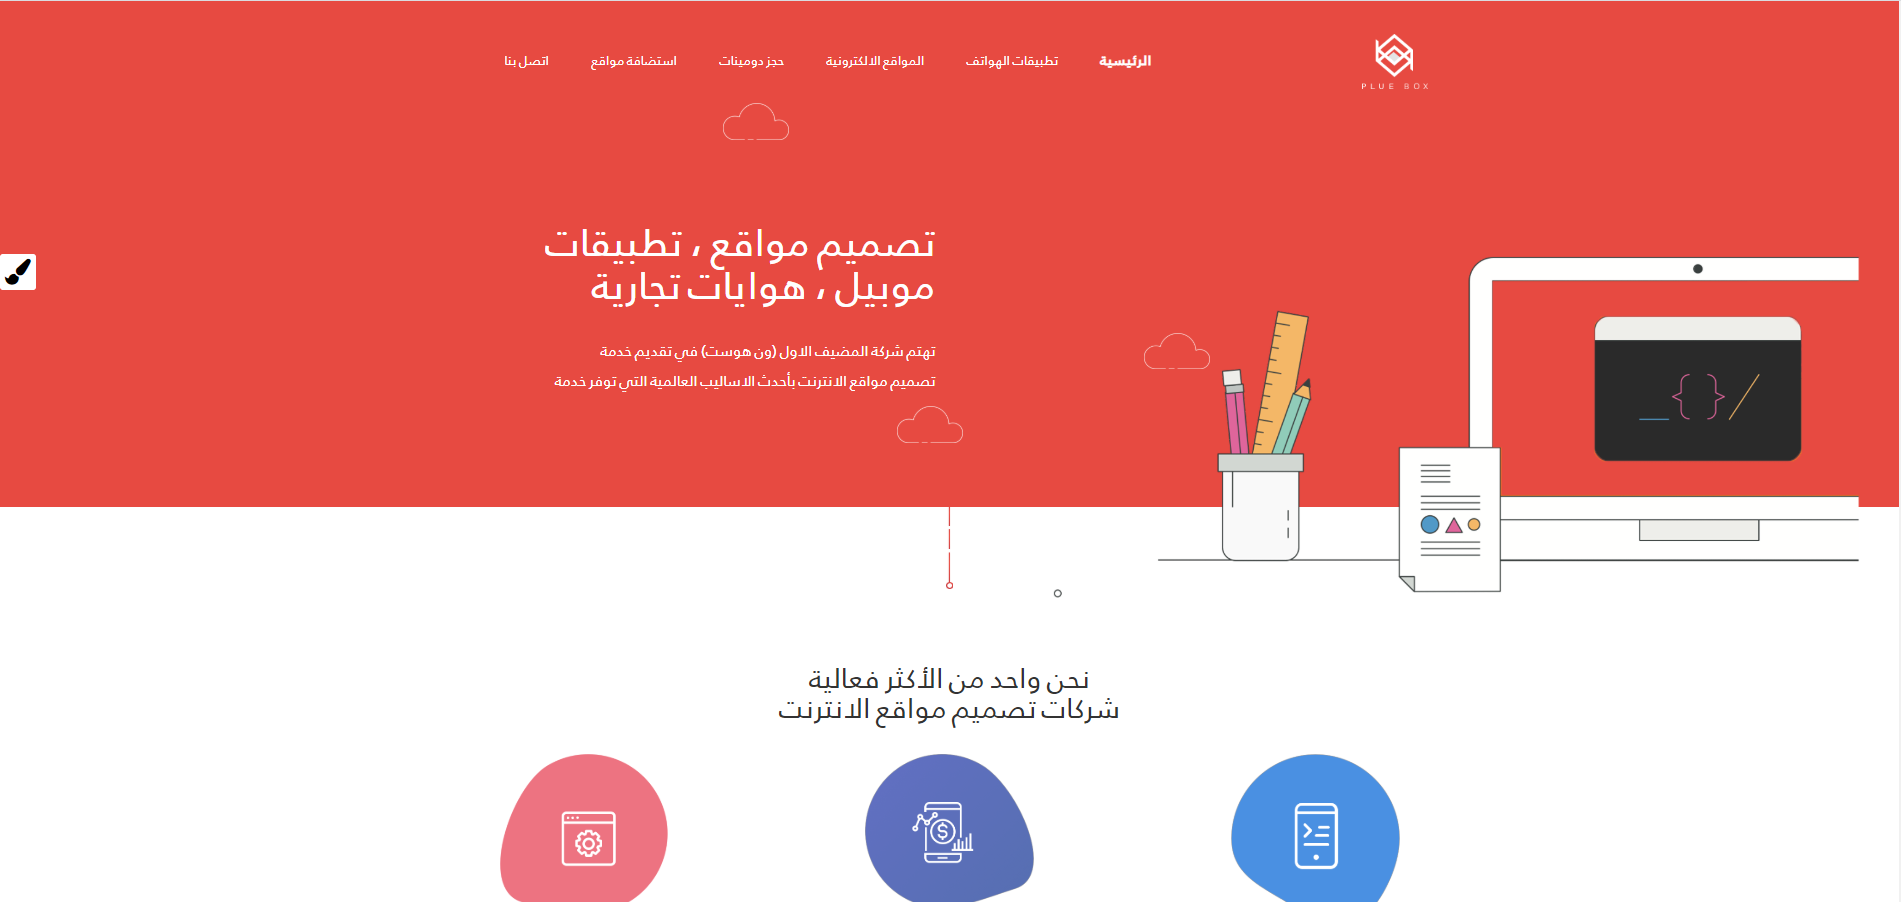 PLUE BOX
الرئيسية
تطبيقات الهواتف
المواقع الالكترونية
حجز دومينات
استضافة مواقع
اتصل بنا
تصميم مواقع ، تطبيقات
موبيل ، هوايات تجارية
تهتم شركة المضيف الاول (ون هوست) في تقديم خدمة
تصميم مواقع الانترنت بأحدث الاساليب العالمية التي توفر خدمة
نحن واحد من الأكثر فعالية
شركات تصميم مواقع الانترنت